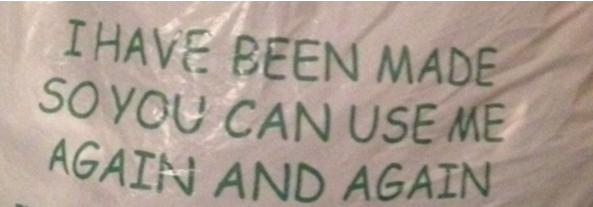 I HAVE BEEN MADE
SO YOU CAN USE ME
AGAIN AND AGAIN